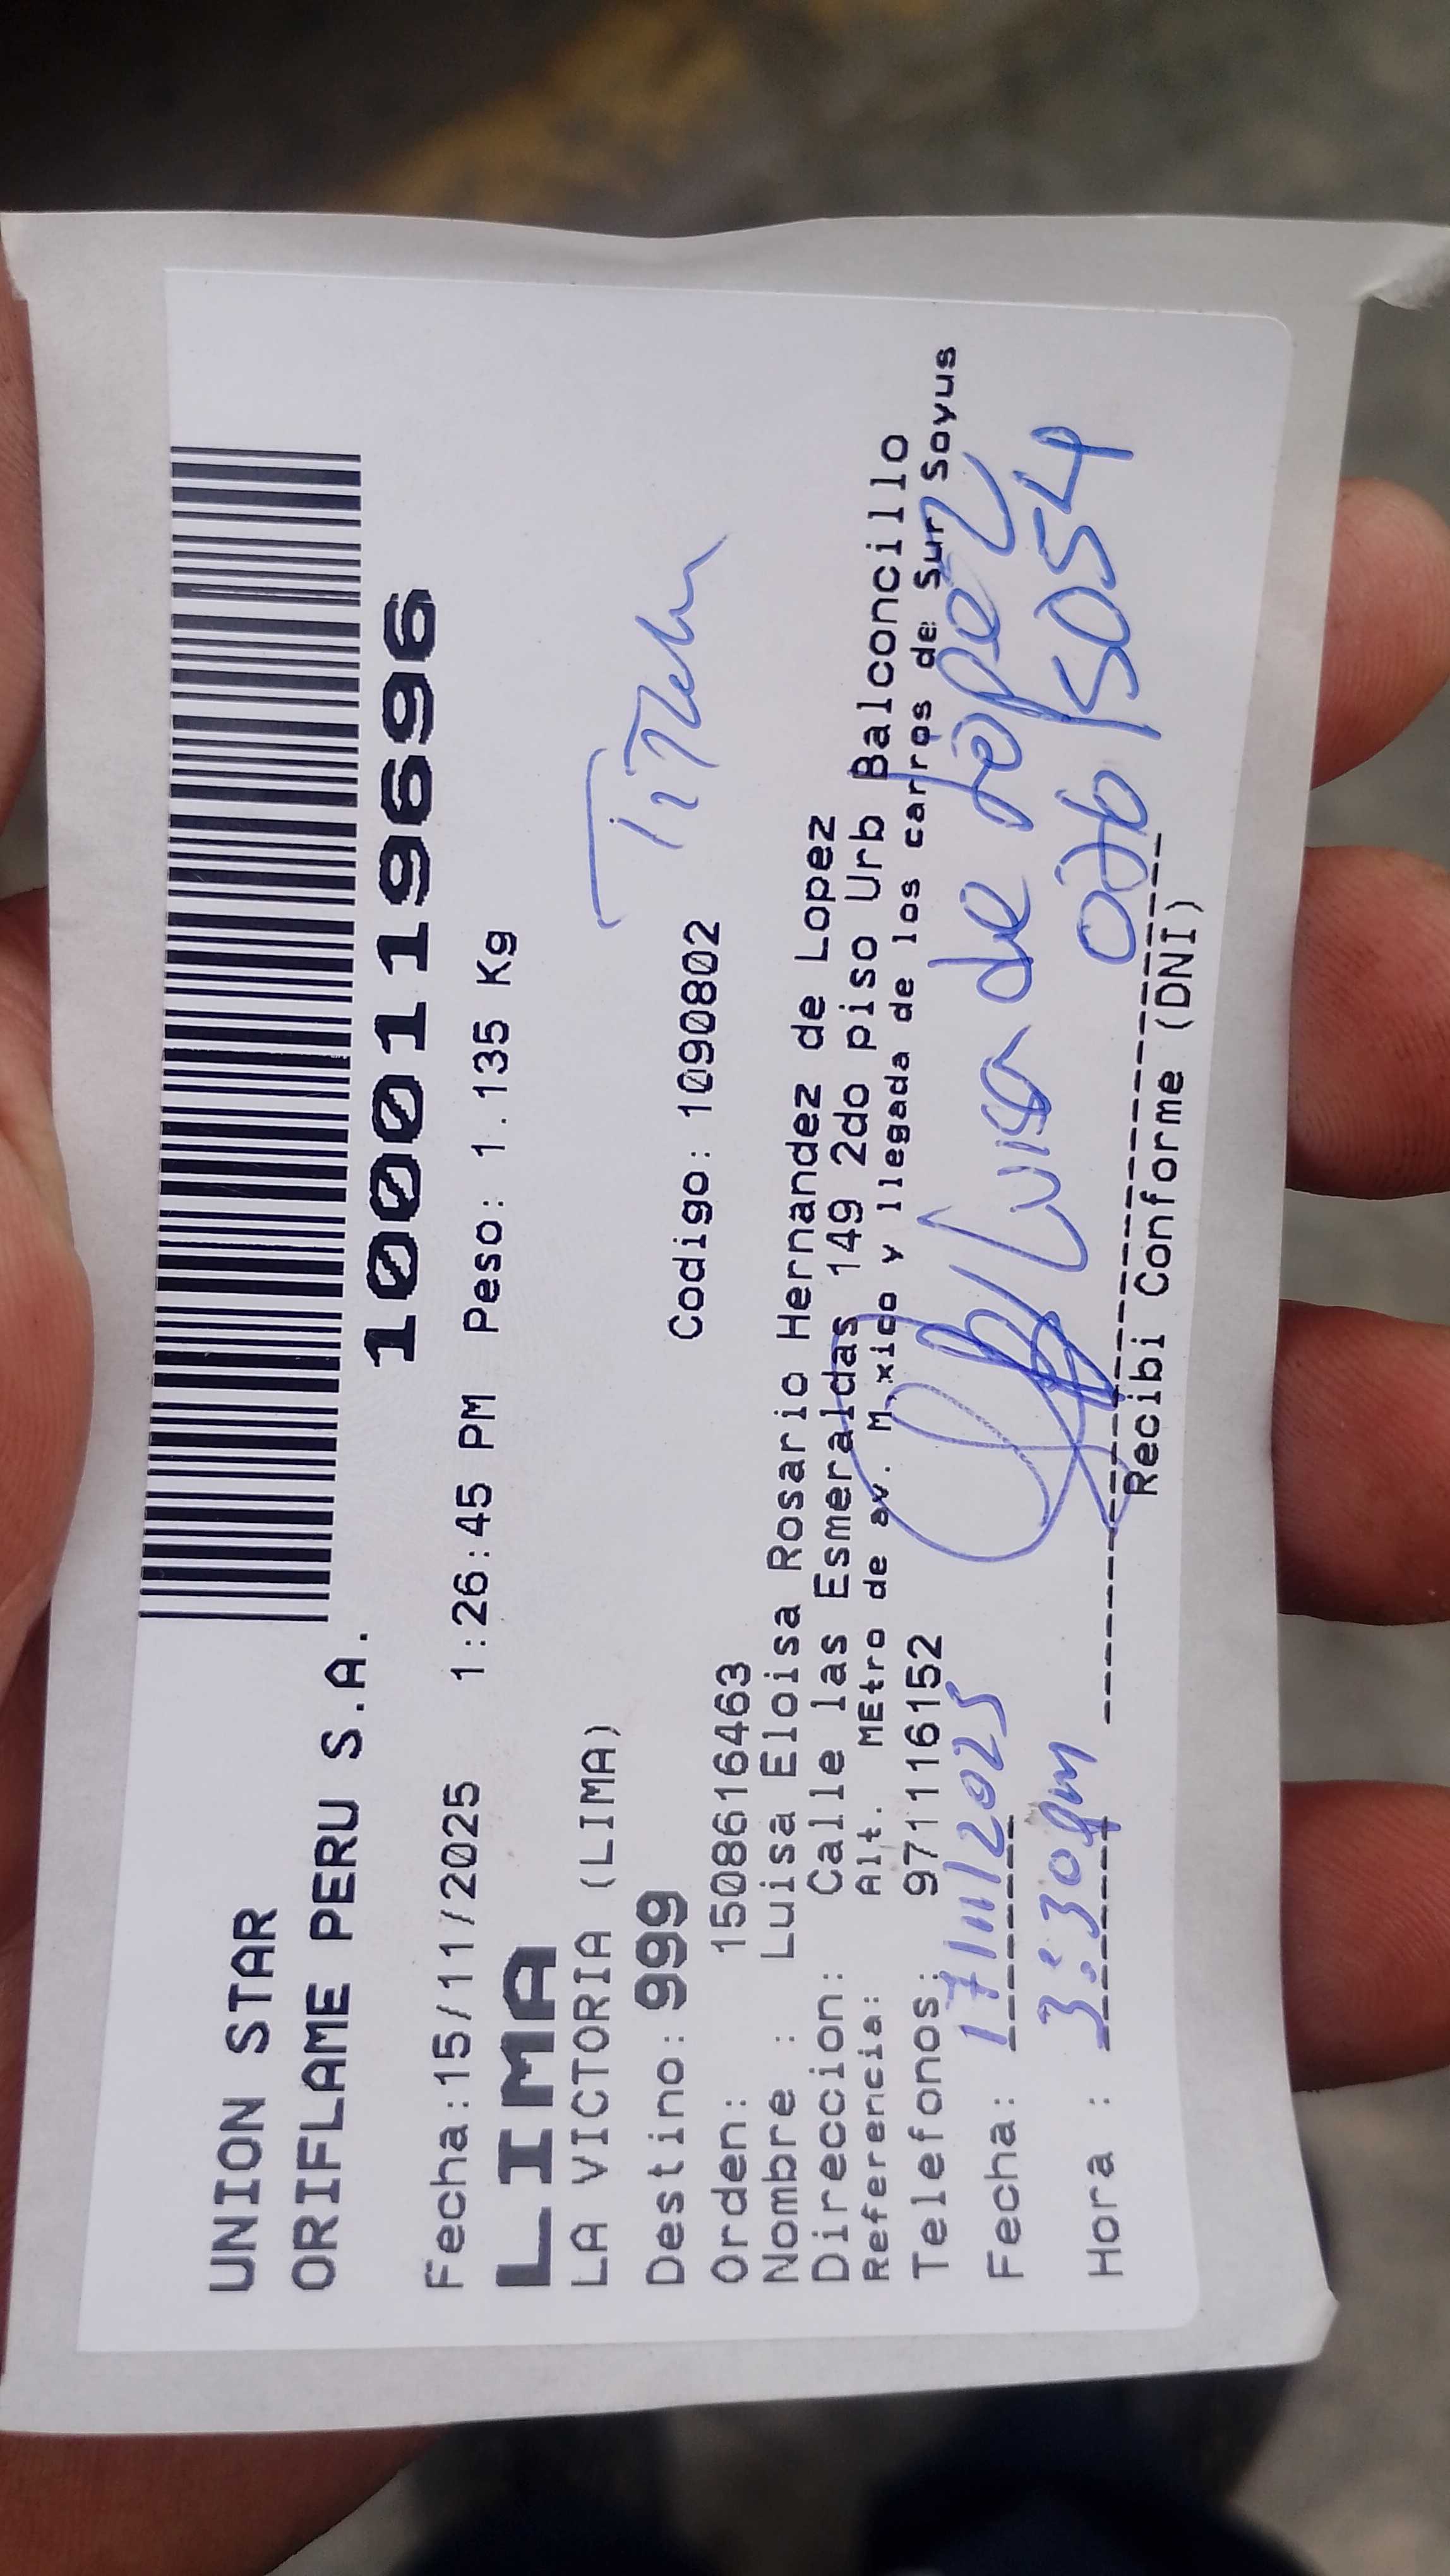 UNION STAR
ORIFLAME PERU S.A.
1000119696
Fecha:15/11/2025 1:26:45 PM Peso: 1.135 Kg
LIMA
LA VICTORIA (LIMA)
Destino: 999 Codigo: 1090802
Orden: 1508616463
Nombre : Luisa Eloisa Rosario Hernandez de Lopez
Direccion: Calle las Esmeraldas 149 2do piso Urb Balconcillo
Referencia: Alt. MEtro de av. M.xico y llegada de los carros de Sur Soyus
Telefonos: 971116152
Fecha: 17/11/2025 Luisa de López
Hora : 3:30pm
Recibi Conforme (DNI)